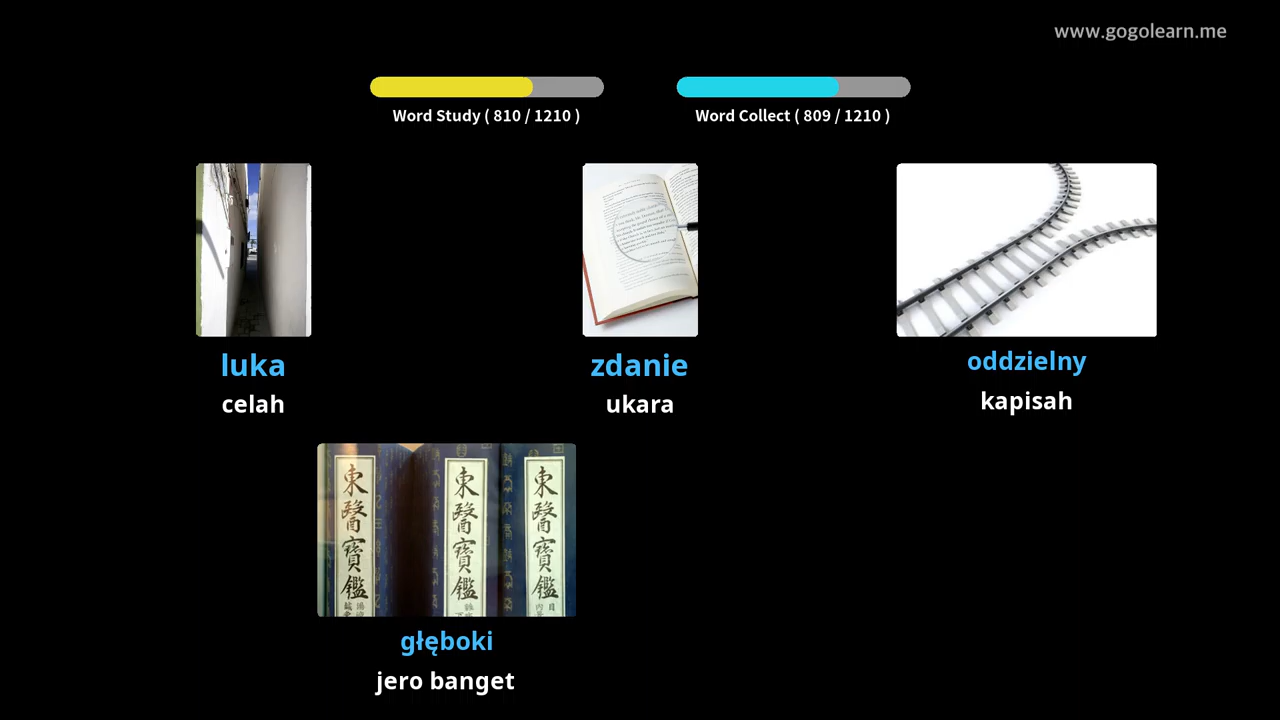 www.gogolearn.me
Word Study ( 810 / 1210 )
Word Collect ( 809 / 1210 )
luka
celah
zdanie
ukara
oddzielny
kapisah
東醫寶鑑
東醫寶鑑
東醫寶鑑
głęboki
jero banget